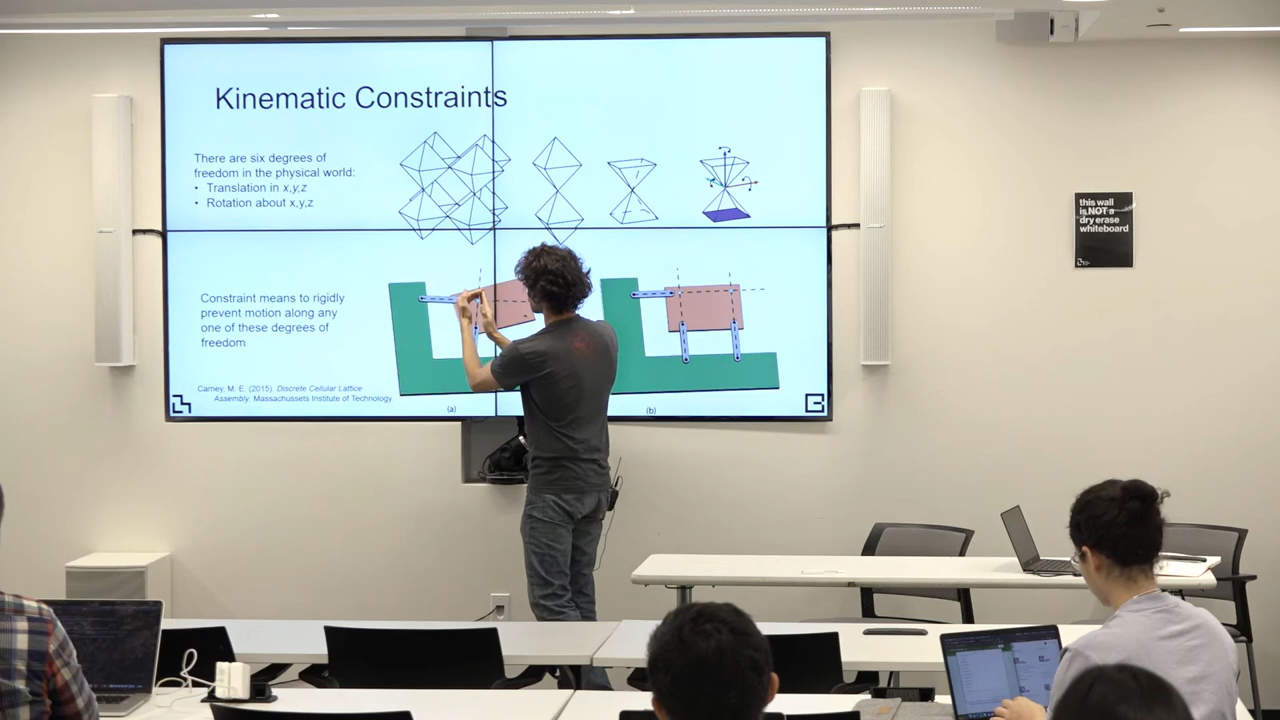 Kinematic Constraints
There are six degrees of
freedom in the physical world:
• Translation in x,y,z
• Rotation about x,y,z
Constraint means to rigidly
prevent motion along any
one of these degrees of
freedom
Carney, M. E. (2015). Discrete Cellular Lattice
Assembly. Massachussets Institute of Technology.
(a)
(b)
this wall
is NOT a
dry erase
whiteboard